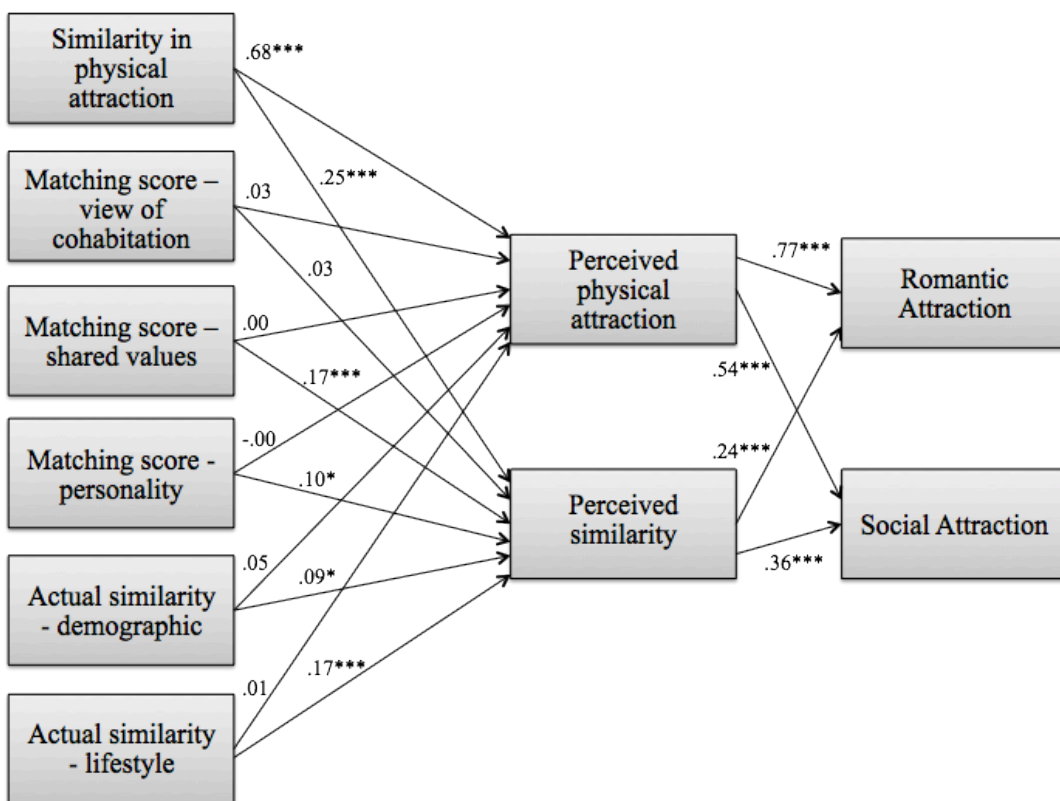 Similarity in
physical
attraction
.68***
.25***
Matching score –
view of
cohabitation
.03
.03
Matching score –
shared values
.00
.17***
Matching score -
personality
-.00
.10*
Actual similarity
- demographic
.05
.09*
Actual similarity
- lifestyle
.01
.17***
Perceived
physical
attraction
.77***
.54***
Perceived
similarity
.24***
.36***
Romantic
Attraction
Social Attraction